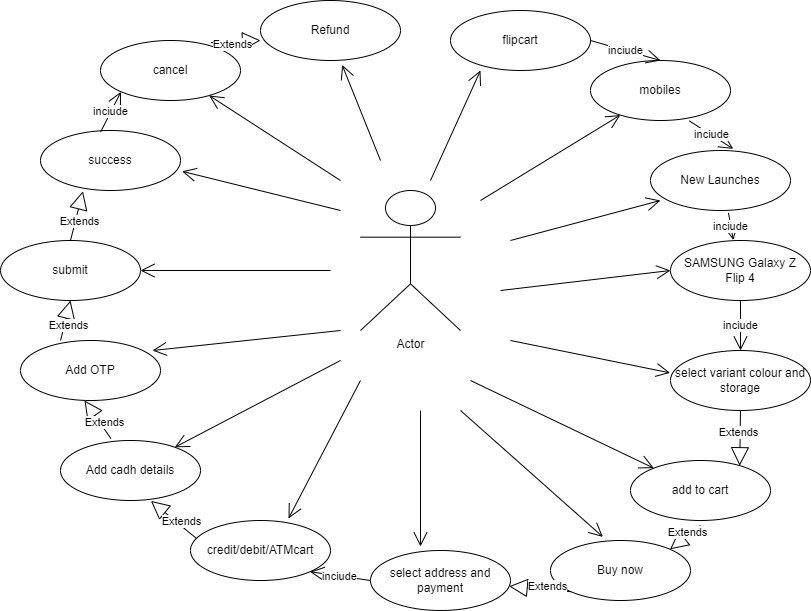 Refund
flipcart
Extends
include
cancel
mobiles
include
include
success
New Launches
Extends
include
submit
SAMSUNG Galaxy Z
Flip 4
Extends
include
Actor
Add OTP
select variant colour and
storage
Extends
Extends
Add cadh details
add to cart
Extends
Extends
credit/debit/ATMcart
include
select address and
payment
Extends
Buy now